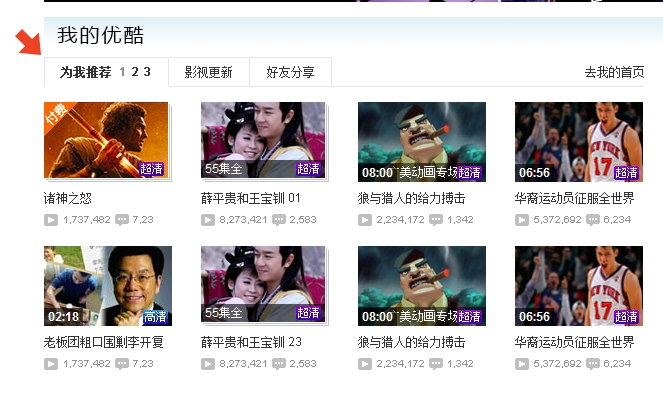 我的优酷
为我推荐 1 2 3 影视更新 好友分享 去我的首页
付费 超清 55集全 超清 08:00 美动画专场 超清 NEW YORK 17 06:56 超清
诸神之怒 薛平贵和王宝钏 01 狼与猎人的给力搏击 华裔运动员征服全世界
1,737,482 7,23 8,273,421 2,583 2,234,172 1,342 5,372,692 6,234
02:18 高清 55集全 超清 08:00 美动画专场 超清 NEW YORK 17 06:56 超清
老板团粗口围剿李开复 薛平贵和王宝钏 23 狼与猎人的给力搏击 华裔运动员征服全世界
1,737,482 7,23 8,273,421 2,583 2,234,172 1,342 5,372,692 6,234